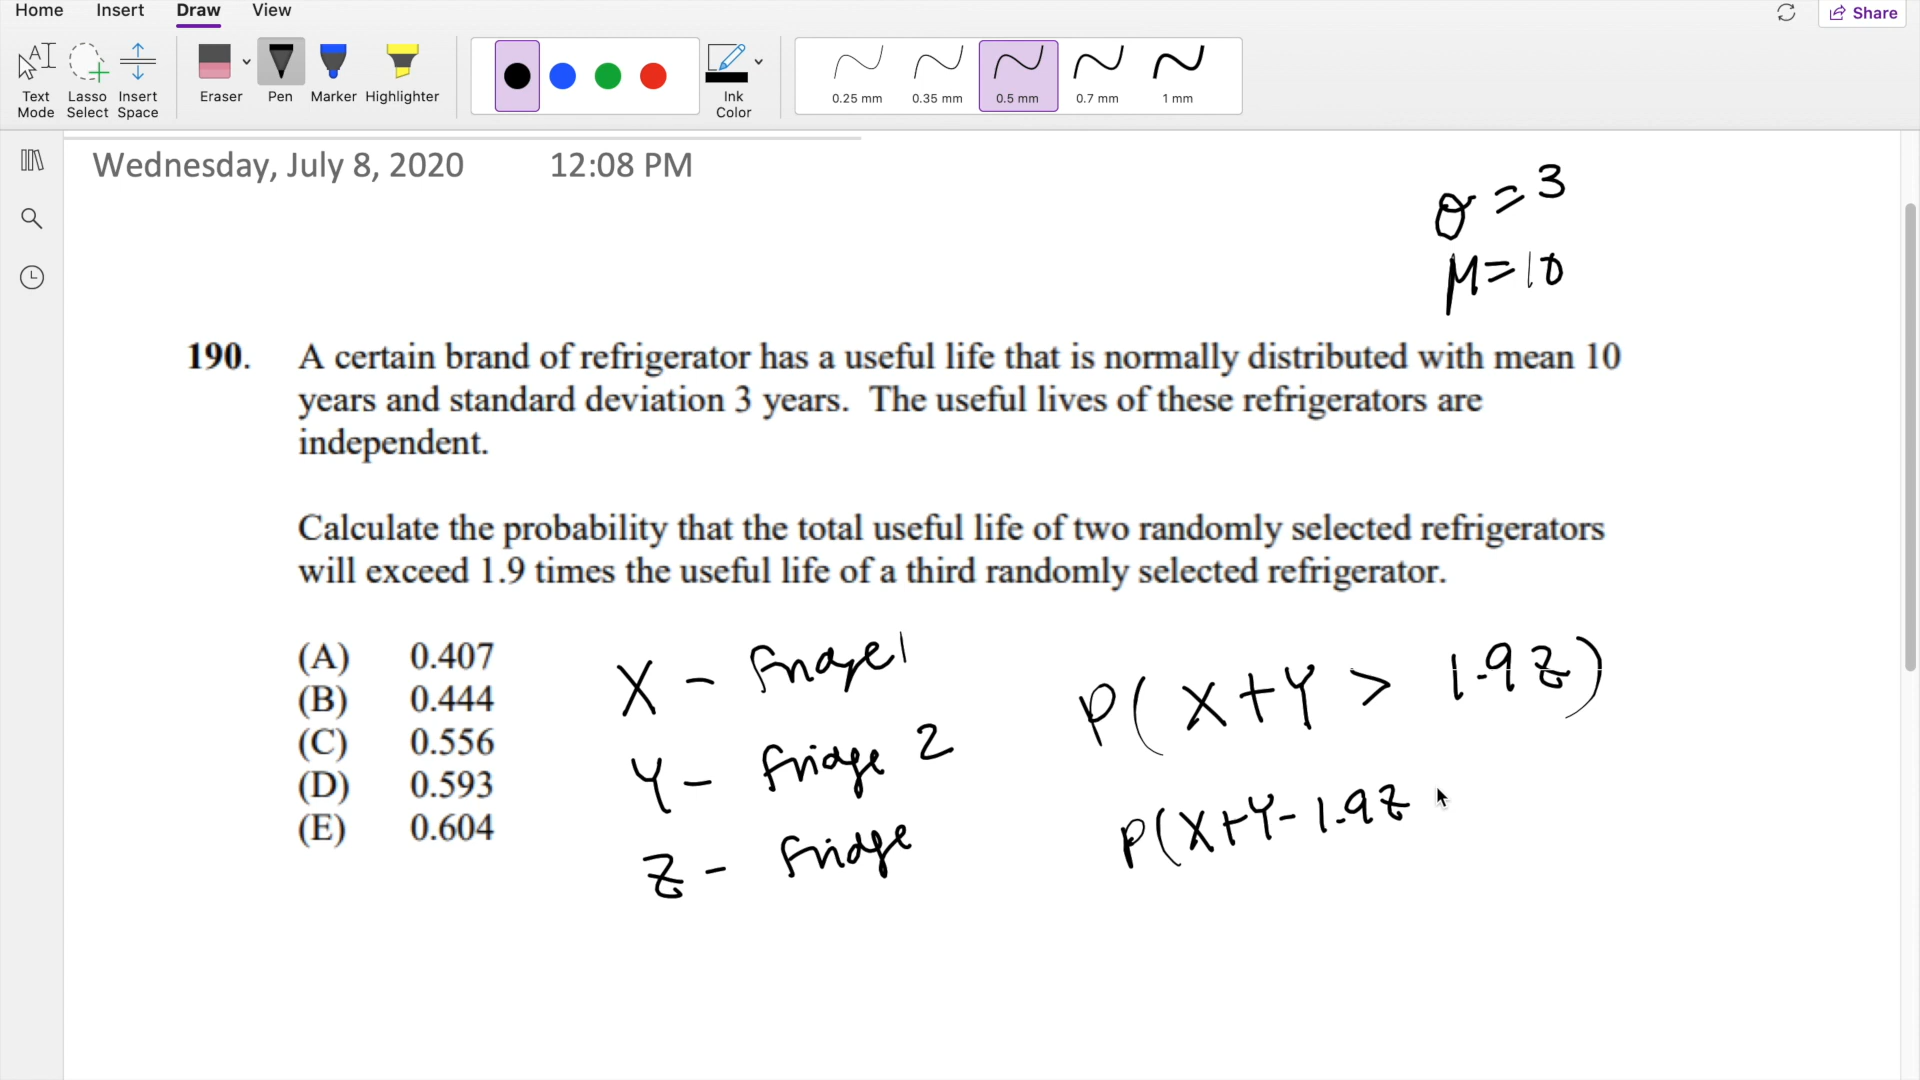 Home Insert Draw View
Share
Text Mode
Lasso Select
Insert Space
Eraser
Pen
Marker
Highlighter
Ink Color
0.25 mm
0.35 mm
0.5 mm
0.7 mm
1 mm
Wednesday, July 8, 2020 12:08 PM
σ = 3
μ = 10
190. A certain brand of refrigerator has a useful life that is normally distributed with mean 10
years and standard deviation 3 years. The useful lives of these refrigerators are
independent.
Calculate the probability that the total useful life of two randomly selected refrigerators
will exceed 1.9 times the useful life of a third randomly selected refrigerator.
(A) 0.407
(B) 0.444
(C) 0.556
(D) 0.593
(E) 0.604
X - Fridge 1
Y - Fridge 2
Z - Fridge
P( X+Y > 1.9Z )
P(X+Y-1.9Z